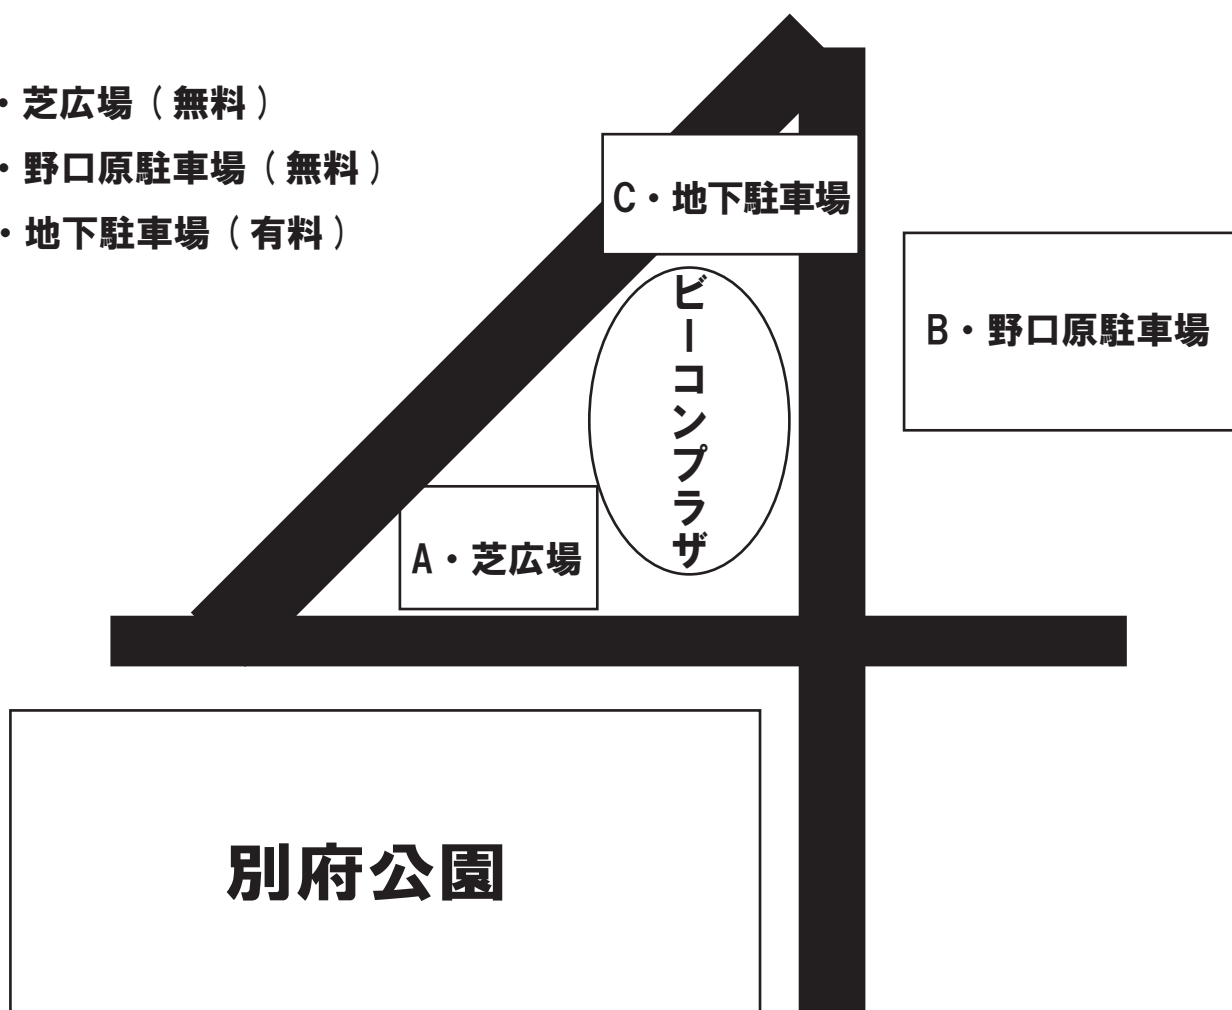 ・芝広場（無料）
・野口原駐車場（無料）
・地下駐車場（有料）
C・地下駐車場
B・野口原駐車場
ビーコンプラザ
A・芝広場
別府公園